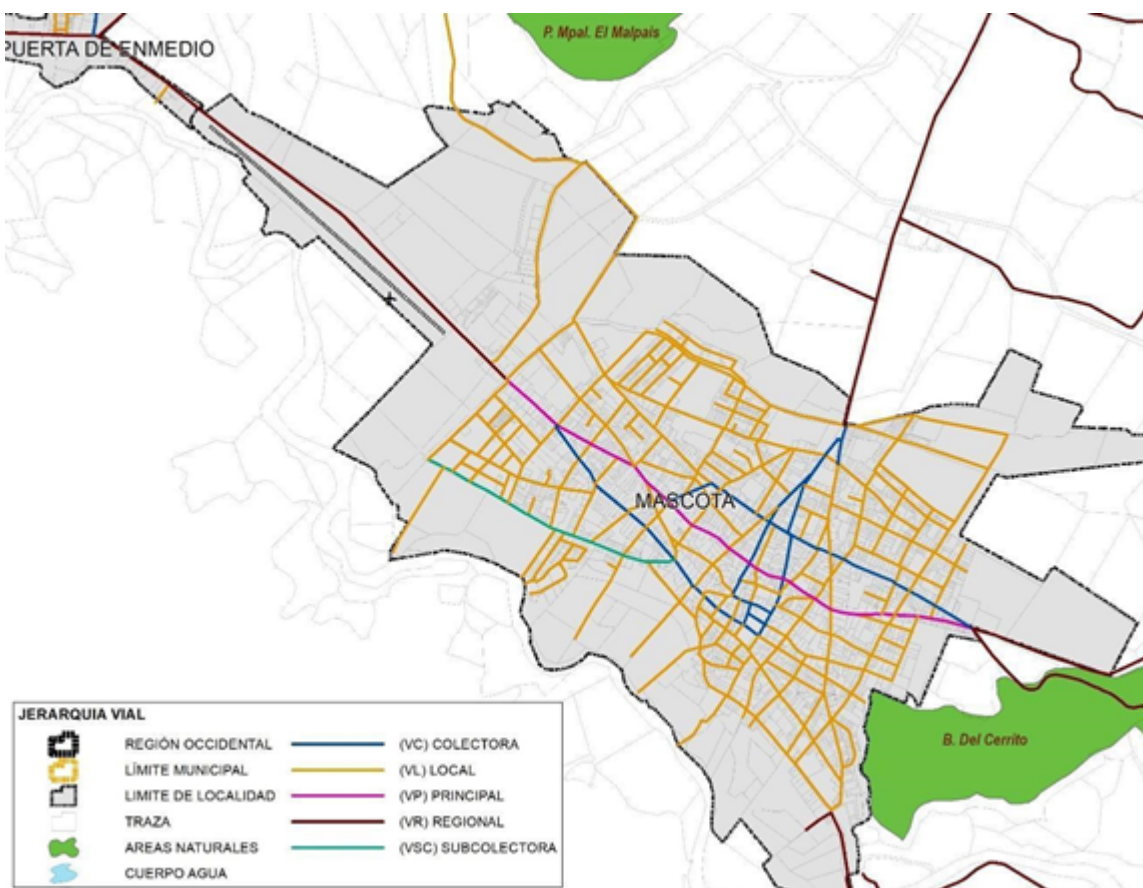 P. Mpal. El Malpais
PUERTA DE ENMEDIO
MASCOTA
B. Del Cerrito
JERARQUIA VIAL
REGIÓN OCCIDENTAL
(VC) COLECTORA
LÍMITE MUNICIPAL
(VL) LOCAL
LIMITE DE LOCALIDAD
(VP) PRINCIPAL
TRAZA
(VR) REGIONAL
AREAS NATURALES
(VSC) SUBCOLECTORA
CUERPO AGUA